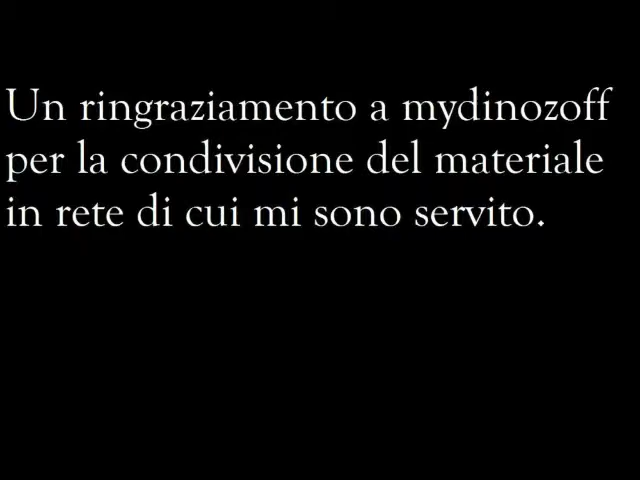 Un ringraziamento a mydinozoff
per la condivisione del materiale
in rete di cui mi sono servito.